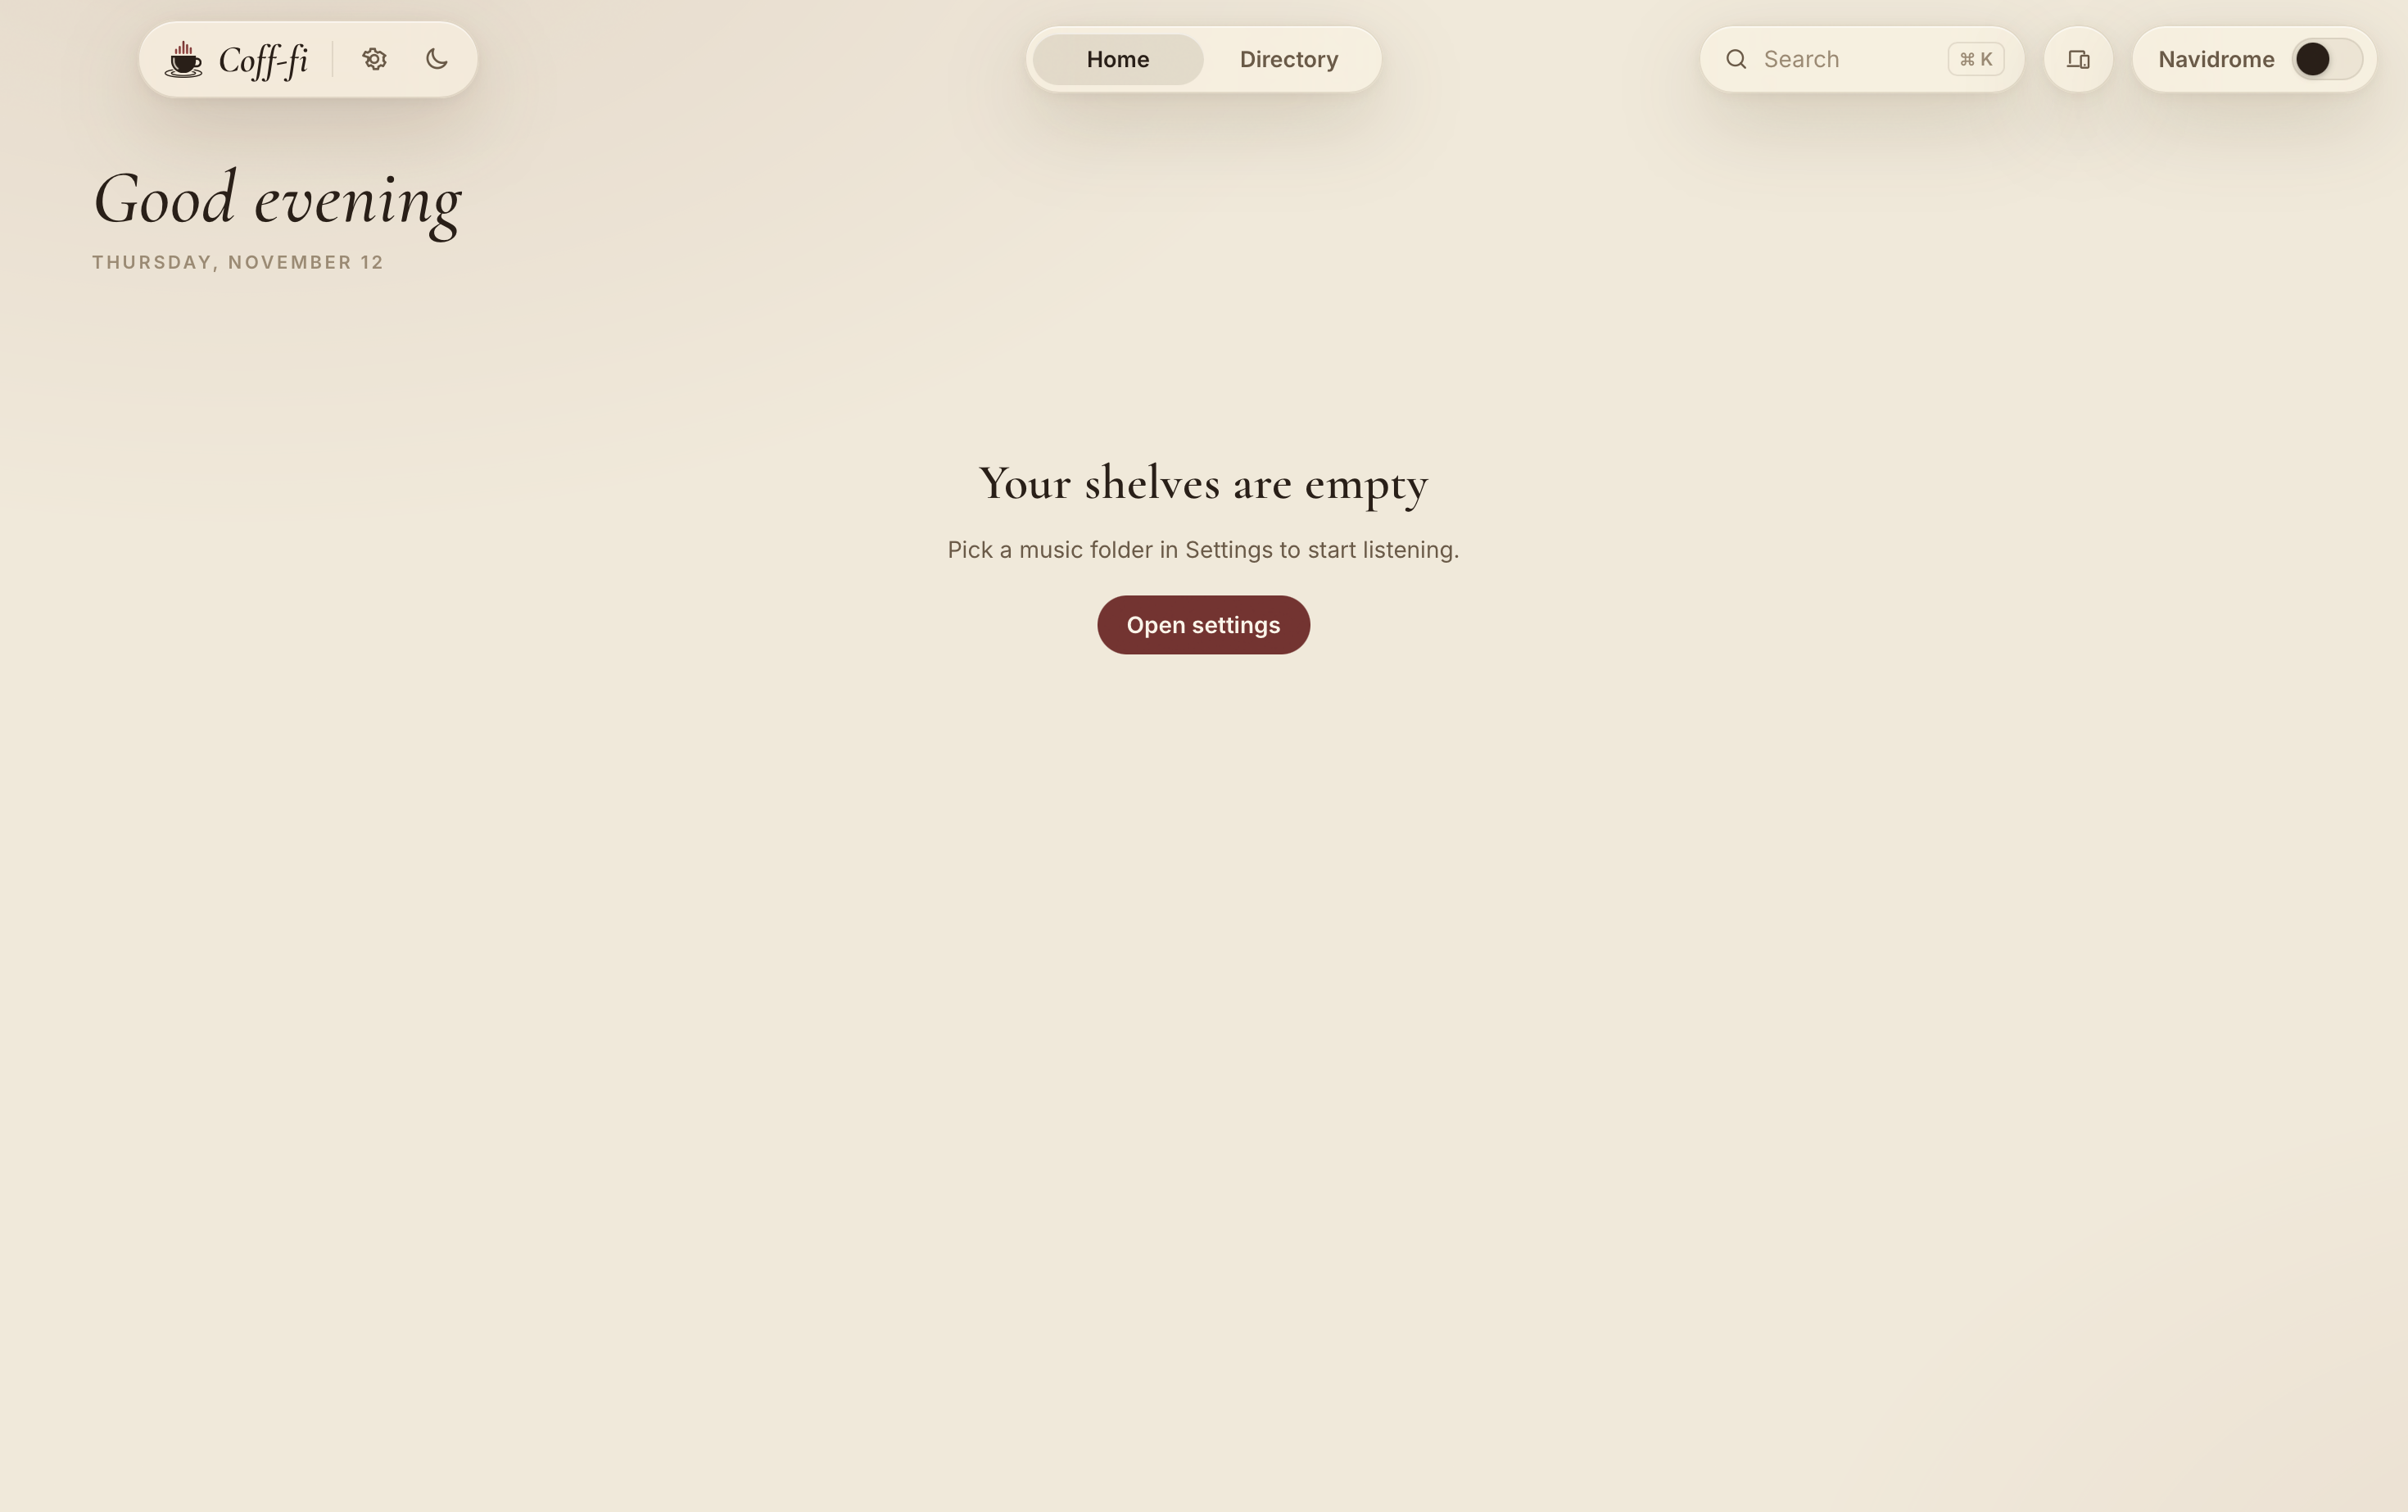 Coff-fi
Home
Directory
Search
⌘ K
Navidrome
Good evening
THURSDAY, NOVEMBER 12
Your shelves are empty
Pick a music folder in Settings to start listening.
Open settings